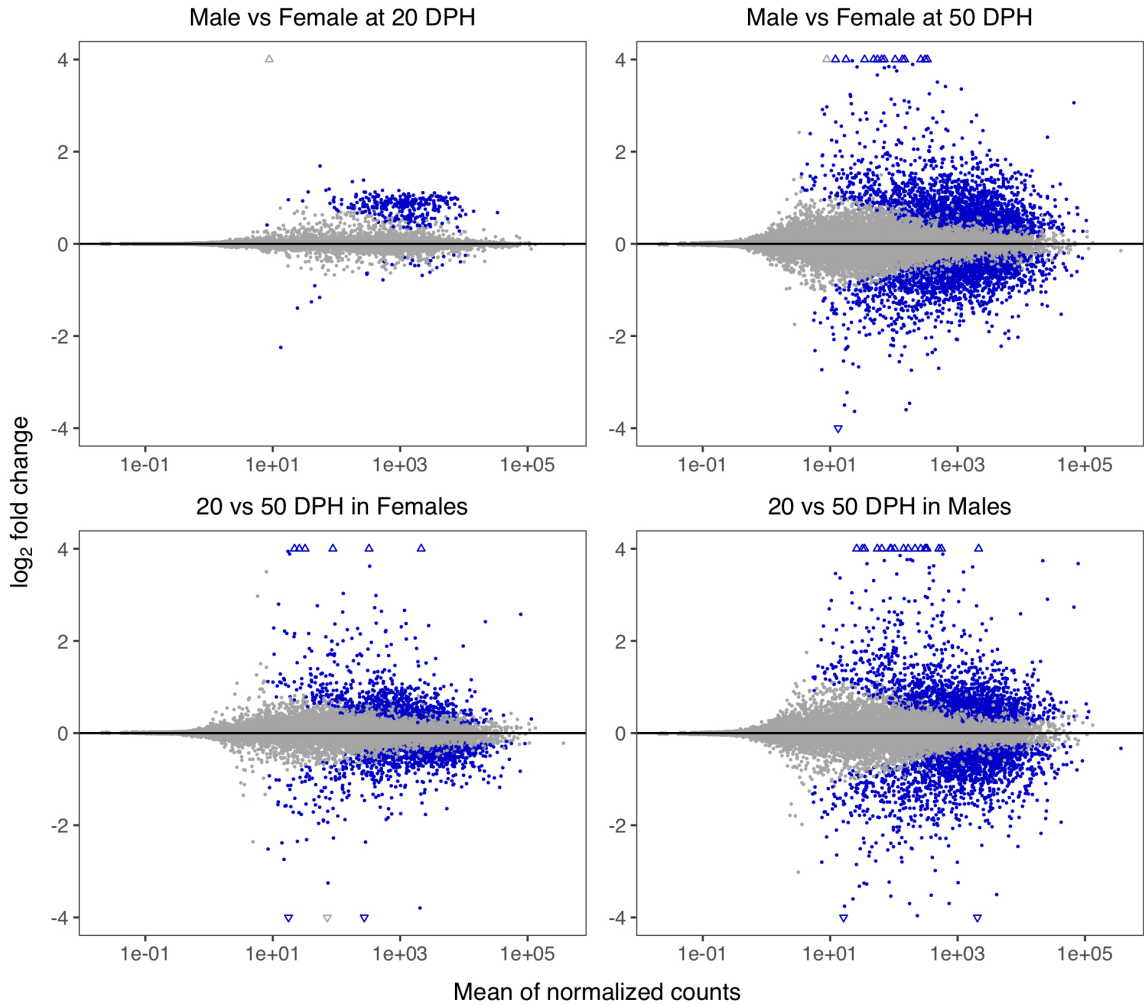 Male vs Female at 20 DPH
Male vs Female at 50 DPH
4
2
0
-2
-4
4
2
0
-2
-4
1e-01 1e+01 1e+03 1e+05
1e-01 1e+01 1e+03 1e+05
20 vs 50 DPH in Females
20 vs 50 DPH in Males
4
2
0
-2
-4
4
2
0
-2
-4
1e-01 1e+01 1e+03 1e+05
1e-01 1e+01 1e+03 1e+05
log₂ fold change
Mean of normalized counts